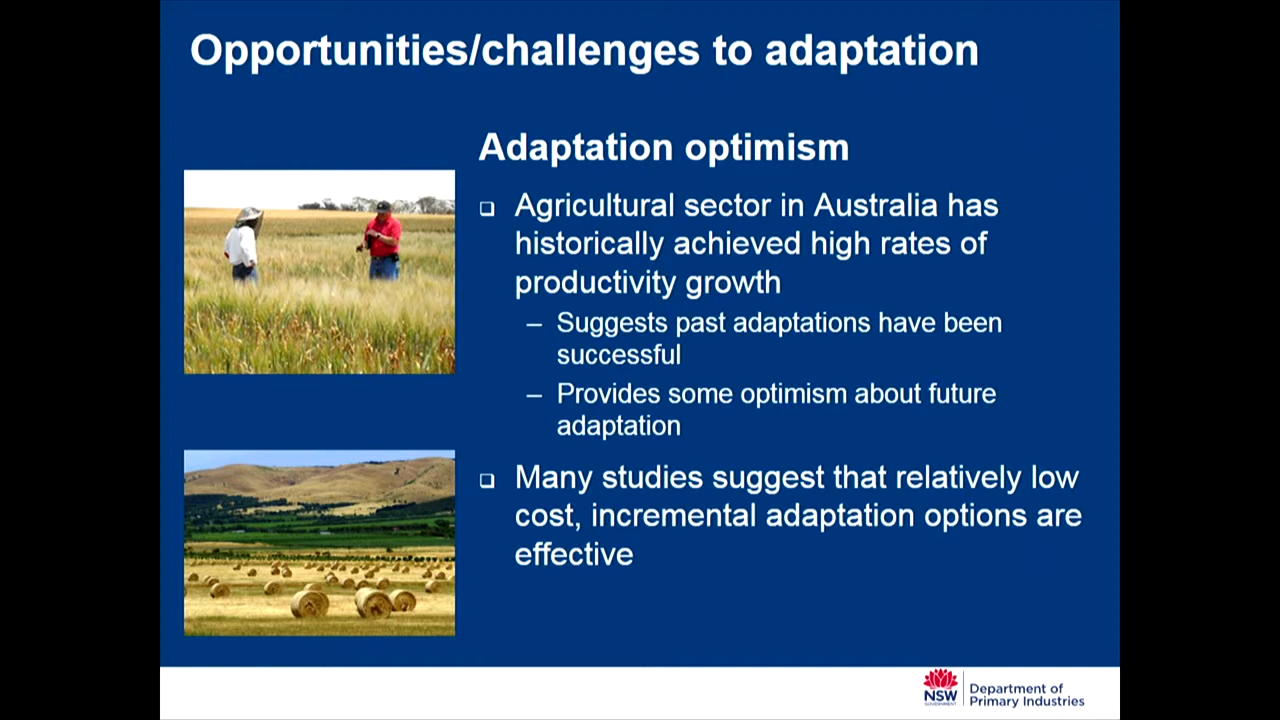 Opportunities/challenges to adaptation
Adaptation optimism
Agricultural sector in Australia has
historically achieved high rates of
productivity growth
– Suggests past adaptations have been
successful
– Provides some optimism about future
adaptation
Many studies suggest that relatively low
cost, incremental adaptation options are
effective
NSW
GOVERNMENT
Department of
Primary Industries